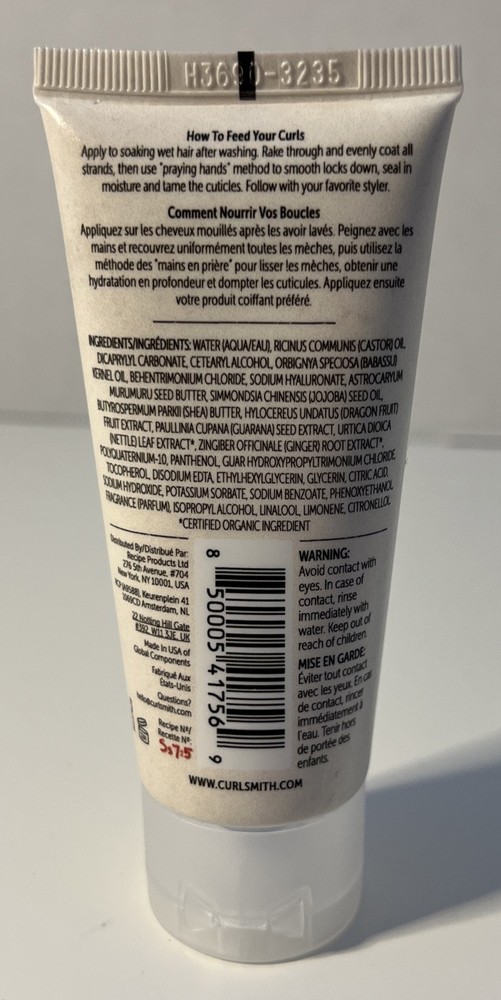 H3690-3235
How To Feed Your Curls
Apply to soaking wet hair after washing. Rake through and evenly coat all
strands, then use "praying hands" method to smooth locks down, seal in
moisture and tame the cuticles. Follow with your favorite styler.
Comment Nourrir Vos Boucles
Appliquez sur les cheveux mouillés après les avoir lavés. Peignez avec les
mains et recouvrez uniformément toutes les mèches, puis utilisez la
méthode des "mains en prière" pour lisser les mèches, obtenir une
hydratation en profondeur et dompter les cuticules. Appliquez ensuite
votre produit coiffant préféré.
INGREDIENTS/INGRÉDIENTS: WATER (AQUA/EAU), RICINUS COMMUNIS (CASTOR) OIL,
DICAPRYLYL CARBONATE, CETEARYL ALCOHOL, ORBIGNYA SPECIOSA (BABASSU)
KERNEL OIL, BEHENTRIMONIUM CHLORIDE, SODIUM HYALURONATE, ASTROCARYUM
MURUMURU SEED BUTTER, SIMMONDSIA CHINENSIS (JOJOBA) SEED OIL,
BUTYROSPERMUM PARKII (SHEA) BUTTER, HYLOCEREUS UNDATUS (DRAGON FRUIT)
FRUIT EXTRACT, PAULLINIA CUPANA (GUARANA) SEED EXTRACT, URTICA DIOICA
(NETTLE) LEAF EXTRACT*, ZINGIBER OFFICINALE (GINGER) ROOT EXTRACT*,
POLYQUATERNIUM-10, PANTHENOL, GUAR HYDROXYPROPYLTRIMONIUM CHLORIDE,
TOCOPHEROL, DISODIUM EDTA, ETHYLHEXYLGLYCERIN, GLYCERIN, CITRIC ACID,
SODIUM HYDROXIDE, POTASSIUM SORBATE, SODIUM BENZOATE, PHENOXYETHANOL,
FRAGRANCE (PARFUM), ISOPROPYL ALCOHOL, LINALOOL, LIMONENE, CITRONELLOL
*CERTIFIED ORGANIC INGREDIENT
Distributed By/Distribué Par:
Recipe Products Ltd
276 5th Avenue, #704
New York, NY 10001, USA
Keurenplein 41
1069CD Amsterdam, NL
22 Notting Hill Gate
#392, W11 3JE, UK
Made In USA of
Global Components
Fabriqué Aux
États-Unis
Questions?
hello@curlsmith.com
Recipe Nº/
Recette Nº:
8 50005 41756 9
WARNING:
Avoid contact with
eyes. In case of
contact, rinse
immediately with
water. Keep out of
reach of children.
MISE EN GARDE:
Éviter tout contact
avec les yeux. En cas
de contact, rincer
immédiatement à
l'eau. Tenir hors
de portée des
enfants.
WWW.CURLSMITH.COM